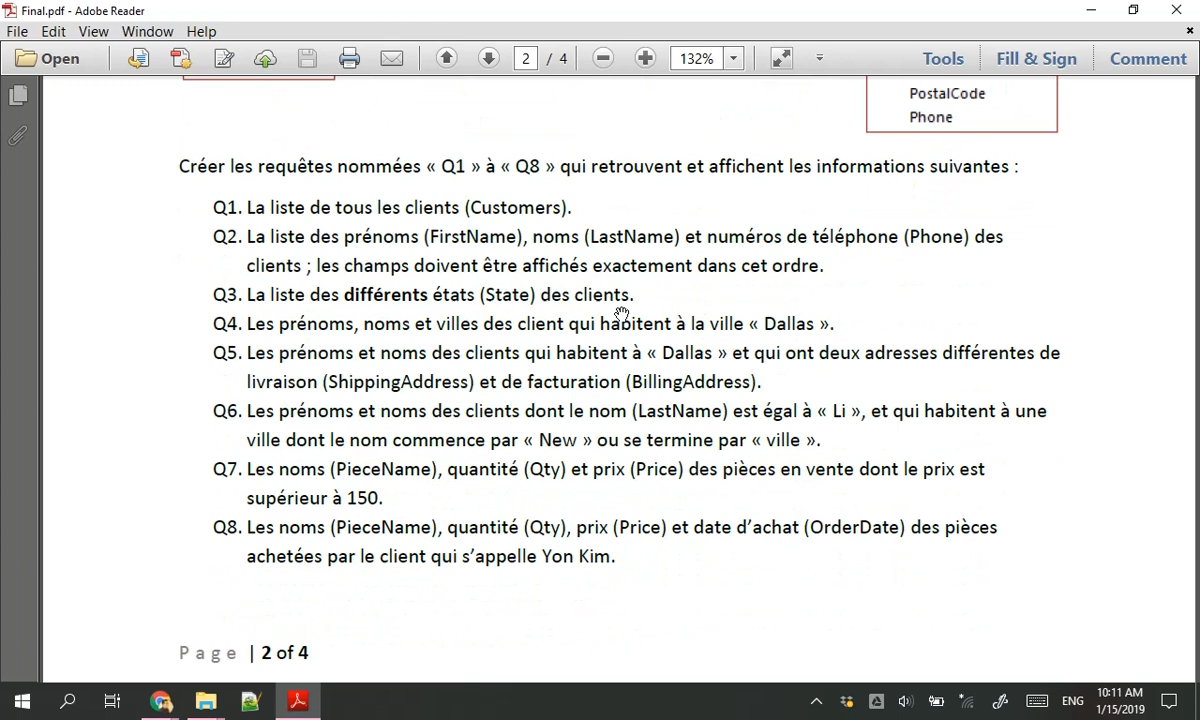 Final.pdf - Adobe Reader
File Edit View Window Help
Open 2 / 4 132% Tools Fill & Sign Comment
PostalCode
Phone
Créer les requêtes nommées « Q1 » à « Q8 » qui retrouvent et affichent les informations suivantes :
Q1. La liste de tous les clients (Customers).
Q2. La liste des prénoms (FirstName), noms (LastName) et numéros de téléphone (Phone) des
clients ; les champs doivent être affichés exactement dans cet ordre.
Q3. La liste des différents états (State) des clients.
Q4. Les prénoms, noms et villes des client qui habitent à la ville « Dallas ».
Q5. Les prénoms et noms des clients qui habitent à « Dallas » et qui ont deux adresses différentes de
livraison (ShippingAddress) et de facturation (BillingAddress).
Q6. Les prénoms et noms des clients dont le nom (LastName) est égal à « Li », et qui habitent à une
ville dont le nom commence par « New » ou se termine par « ville ».
Q7. Les noms (PieceName), quantité (Qty) et prix (Price) des pièces en vente dont le prix est
supérieur à 150.
Q8. Les noms (PieceName), quantité (Qty), prix (Price) et date d’achat (OrderDate) des pièces
achetées par le client qui s’appelle Yon Kim.
Page | 2 of 4
ENG
10:11 AM
1/15/2019